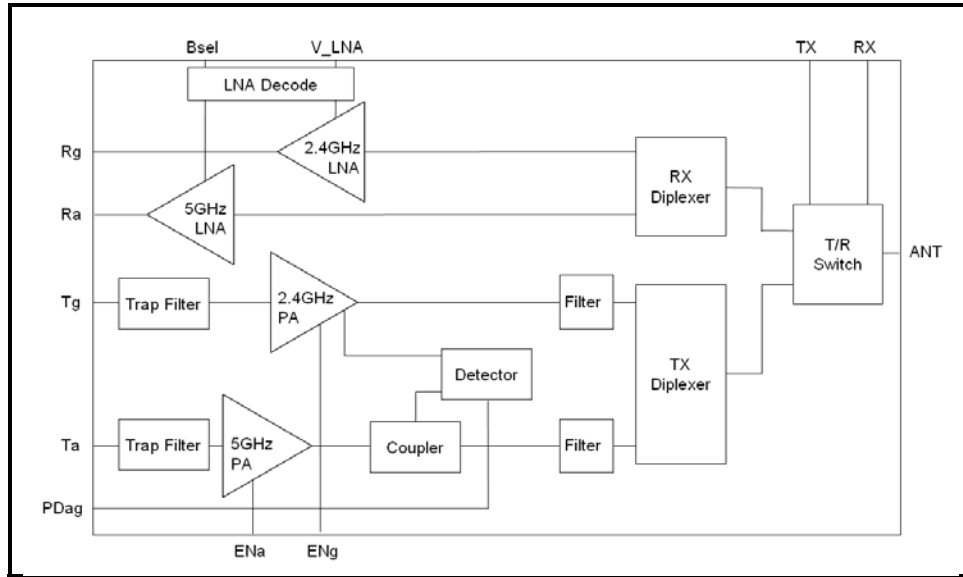 Bsel
V_LNA
TX
RX
LNA Decode
Rg
2.4GHz
LNA
RX
Diplexer
Ra
5GHz
LNA
T/R
Switch
ANT
Tg
Trap Filter
2.4GHz
PA
Filter
TX
Diplexer
Detector
Ta
Trap Filter
5GHz
PA
Coupler
Filter
PDag
ENa
ENg